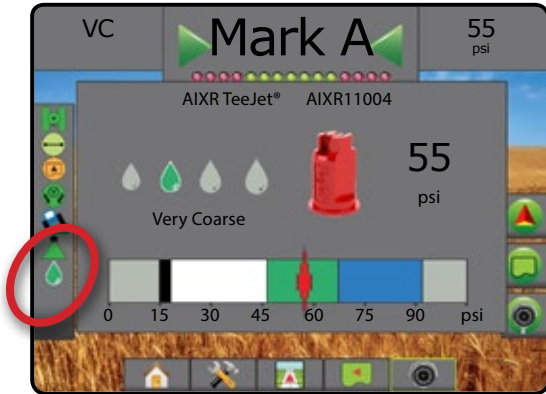 VC
Mark A
55
psi
AIXR TeeJet® AIXR11004
55
psi
Very Coarse
0 15 30 45 60 75 90 psi